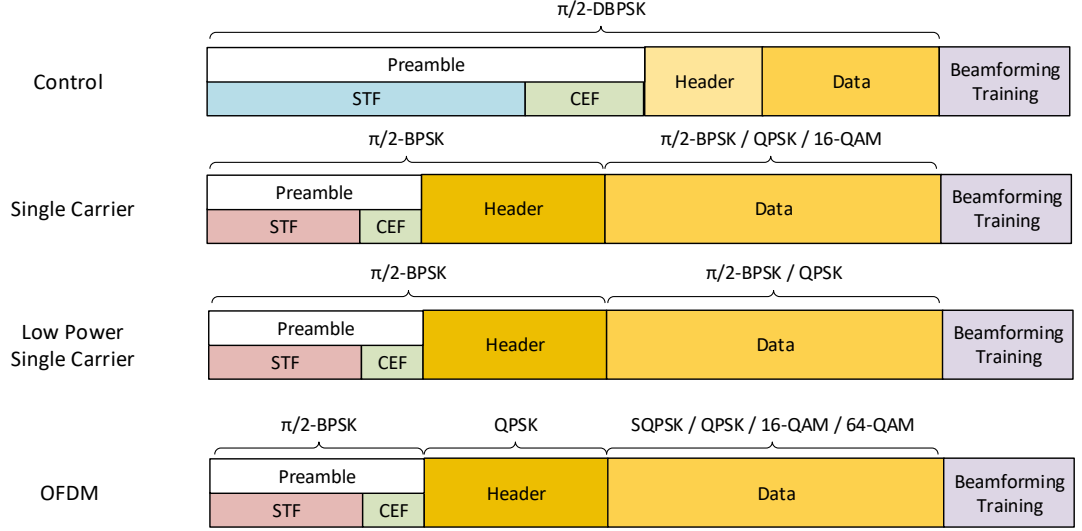 π/2-DBPSK
Control
Preamble
STF
CEF
Header
Data
Beamforming
Training
π/2-BPSK
π/2-BPSK / QPSK / 16-QAM
Single Carrier
Preamble
STF
CEF
Header
Data
Beamforming
Training
π/2-BPSK
π/2-BPSK / QPSK
Low Power
Single Carrier
Preamble
STF
CEF
Header
Data
Beamforming
Training
π/2-BPSK
QPSK
SQPSK / QPSK / 16-QAM / 64-QAM
OFDM
Preamble
STF
CEF
Header
Data
Beamforming
Training